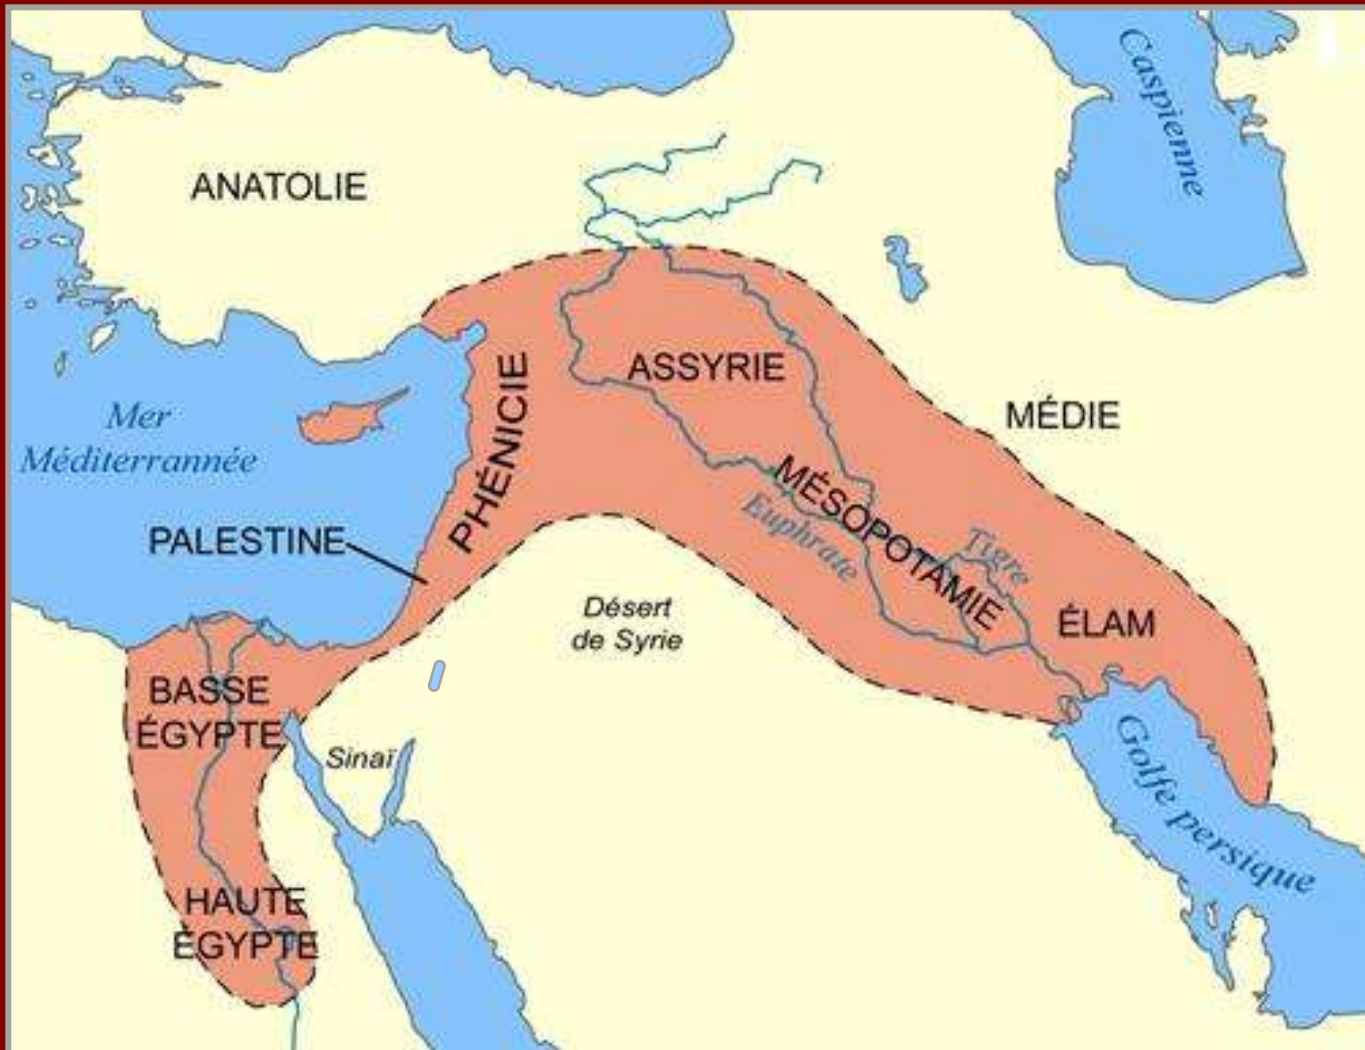 Caspienne
ANATOLIE
ASSYRIE
PHÉNICIE
MÉDIE
Mer
Méditerrannée
MÉSOPOTAMIE
Euphrate
Tigre
PALESTINE
Désert
de Syrie
ÉLAM
BASSE
ÉGYPTE
Sinaï
Golfe persique
HAUTE
ÉGYPTE